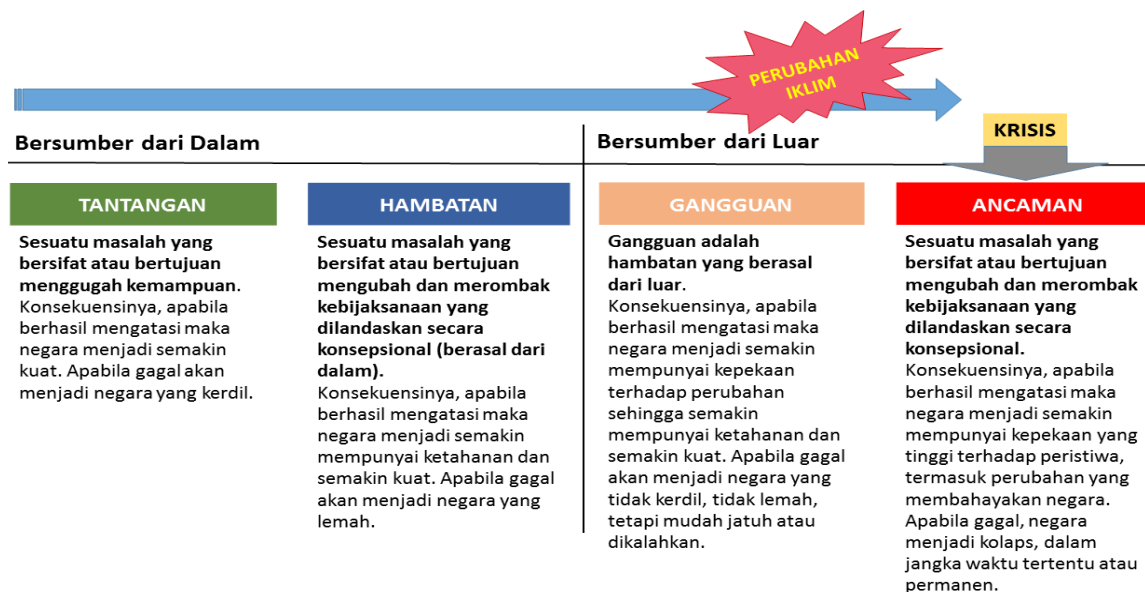 PERUBAHAN
IKLIM
Bersumber dari Dalam
Bersumber dari Luar
KRISIS
TANTANGAN
Sesuatu masalah yang
bersifat atau bertujuan
menggugah kemampuan.
Konsekuensinya, apabila
berhasil mengatasi maka
negara menjadi semakin
kuat. Apabila gagal akan
menjadi negara yang kerdil.
HAMBATAN
Sesuatu masalah yang
bersifat atau bertujuan
mengubah dan merombak
kebijaksanaan yang
dilandaskan secara
konsepsional (berasal dari
dalam).
Konsekuensinya, apabila
berhasil mengatasi maka
negara menjadi semakin
mempunyai ketahanan dan
semakin kuat. Apabila gagal
akan menjadi negara yang
lemah.
GANGGUAN
Gangguan adalah
hambatan yang berasal
dari luar.
Konsekuensinya, apabila
berhasil mengatasi maka
negara menjadi semakin
mempunyai kepekaan
terhadap perubahan
sehingga semakin
mempunyai ketahanan dan
semakin kuat. Apabila gagal
akan menjadi negara yang
tidak kerdil, tidak lemah,
tetapi mudah jatuh atau
dikalahkan.
ANCAMAN
Sesuatu masalah yang
bersifat atau bertujuan
mengubah dan merombak
kebijaksanaan yang
dilandaskan secara
konsepsional.
Konsekuensinya, apabila
berhasil mengatasi maka
negara menjadi semakin
mempunyai kepekaan yang
tinggi terhadap peristiwa,
termasuk perubahan yang
membahayakan negara.
Apabila gagal, negara
menjadi kolaps, dalam
jangka waktu tertentu atau
permanen.